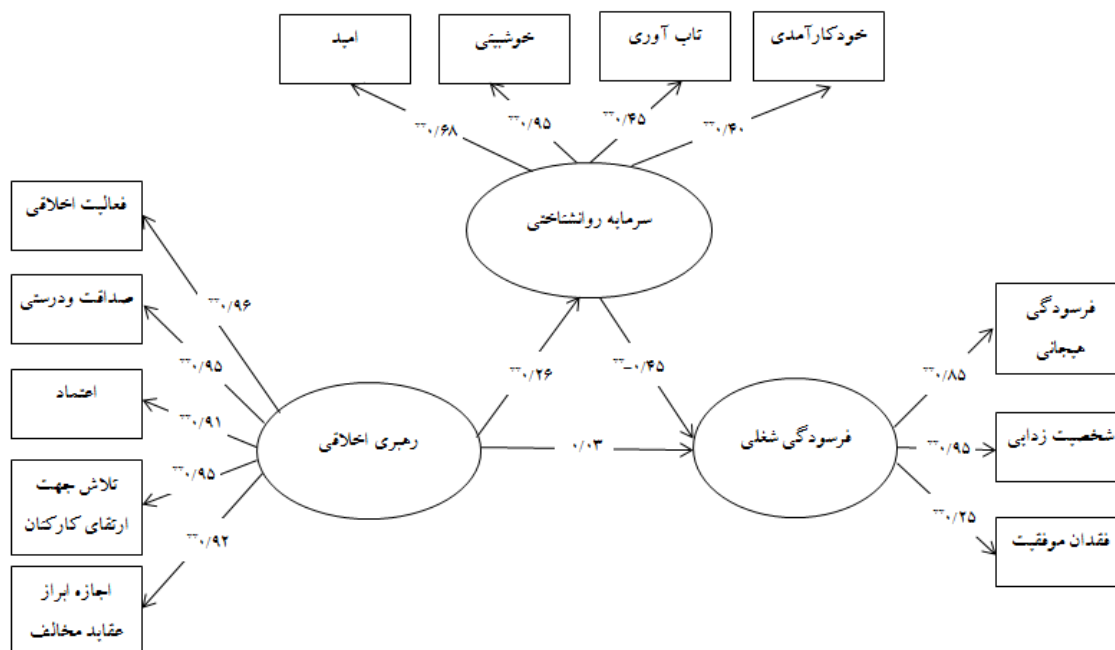 خودکارآمدی
تاب آوری
خوشبینی
امید
**۰/۴۰
**۰/۴۵
**۰/۹۵
**۰/۶۸
سرمایه روانشناختی
فعالیت اخلاقی
صداقت ودرستی
اعتماد
تلاش جهت
ارتقای کارکنان
اجازه ابراز
عقاید مخالف
**۰/۹۶
**۰/۹۵
**۰/۹۱
**۰/۹۵
**۰/۹۲
رهبری اخلاقی
**۰/۲۶
**-۰/۴۵
۰/۰۳
فرسودگی شغلی
**۰/۸۵
**۰/۹۵
**۰/۲۵
فرسودگی
هیجانی
شخصیت زدایی
فقدان موفقیت